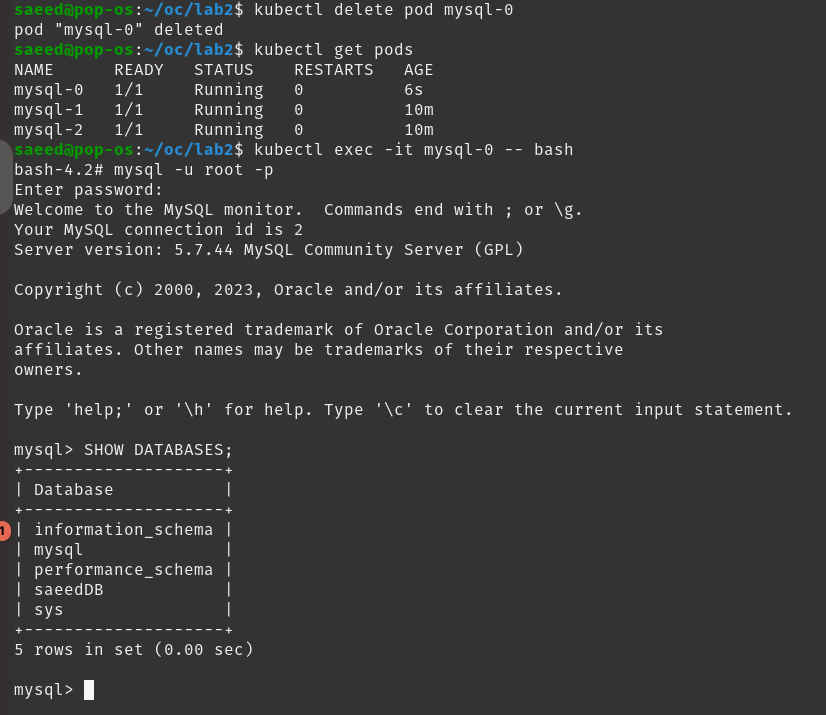 saeed@pop-os:~/oc/lab2$ kubectl delete pod mysql-0
pod "mysql-0" deleted
saeed@pop-os:~/oc/lab2$ kubectl get pods
NAME      READY   STATUS    RESTARTS   AGE
mysql-0   1/1     Running   0          6s
mysql-1   1/1     Running   0          10m
mysql-2   1/1     Running   0          10m
saeed@pop-os:~/oc/lab2$ kubectl exec -it mysql-0 -- bash
bash-4.2# mysql -u root -p
Enter password:
Welcome to the MySQL monitor.  Commands end with ; or \g.
Your MySQL connection id is 2
Server version: 5.7.44 MySQL Community Server (GPL)

Copyright (c) 2000, 2023, Oracle and/or its affiliates.

Oracle is a registered trademark of Oracle Corporation and/or its
affiliates. Other names may be trademarks of their respective
owners.

Type 'help;' or '\h' for help. Type '\c' to clear the current input statement.

mysql> SHOW DATABASES;
+--------------------+
| Database           |
+--------------------+
1
| information_schema |
| mysql              |
| performance_schema |
| saeedDB            |
| sys                |
+--------------------+
5 rows in set (0.00 sec)

mysql>